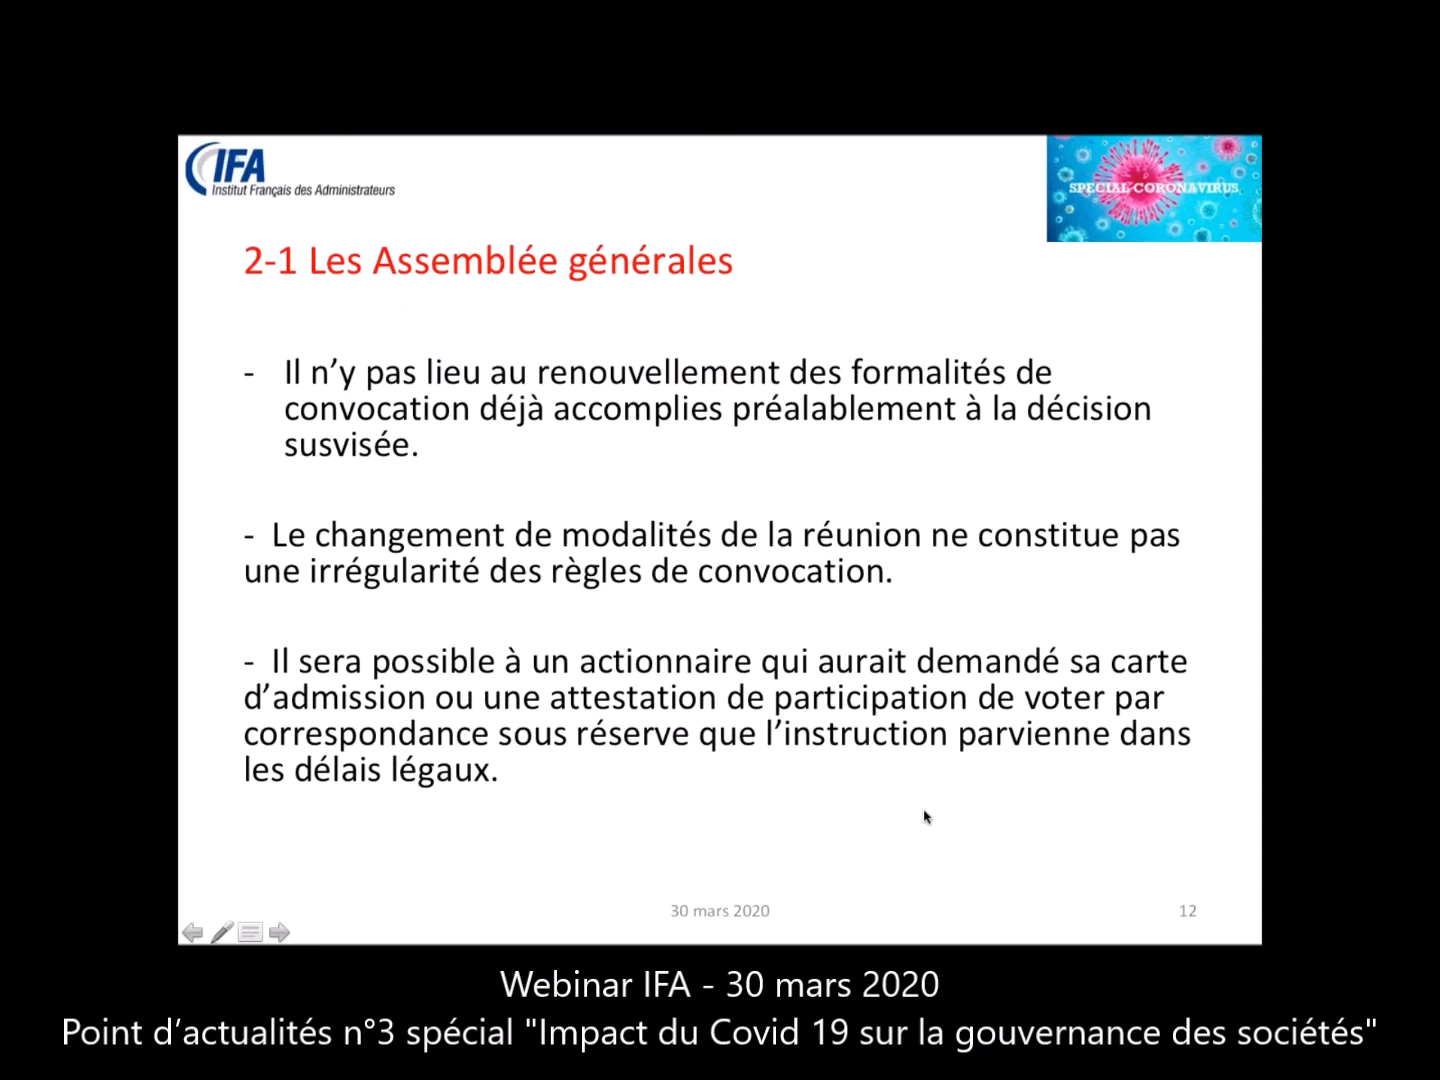 IFA
Institut Français des Administrateurs
SPECIAL CORONAVIRUS
2-1 Les Assemblée générales
- Il n’y pas lieu au renouvellement des formalités de
convocation déjà accomplies préalablement à la décision
susvisée.
- Le changement de modalités de la réunion ne constitue pas
une irrégularité des règles de convocation.
- Il sera possible à un actionnaire qui aurait demandé sa carte
d’admission ou une attestation de participation de voter par
correspondance sous réserve que l’instruction parvienne dans
les délais légaux.
30 mars 2020
12
Webinar IFA - 30 mars 2020
Point d’actualités n°3 spécial "Impact du Covid 19 sur la gouvernance des sociétés"